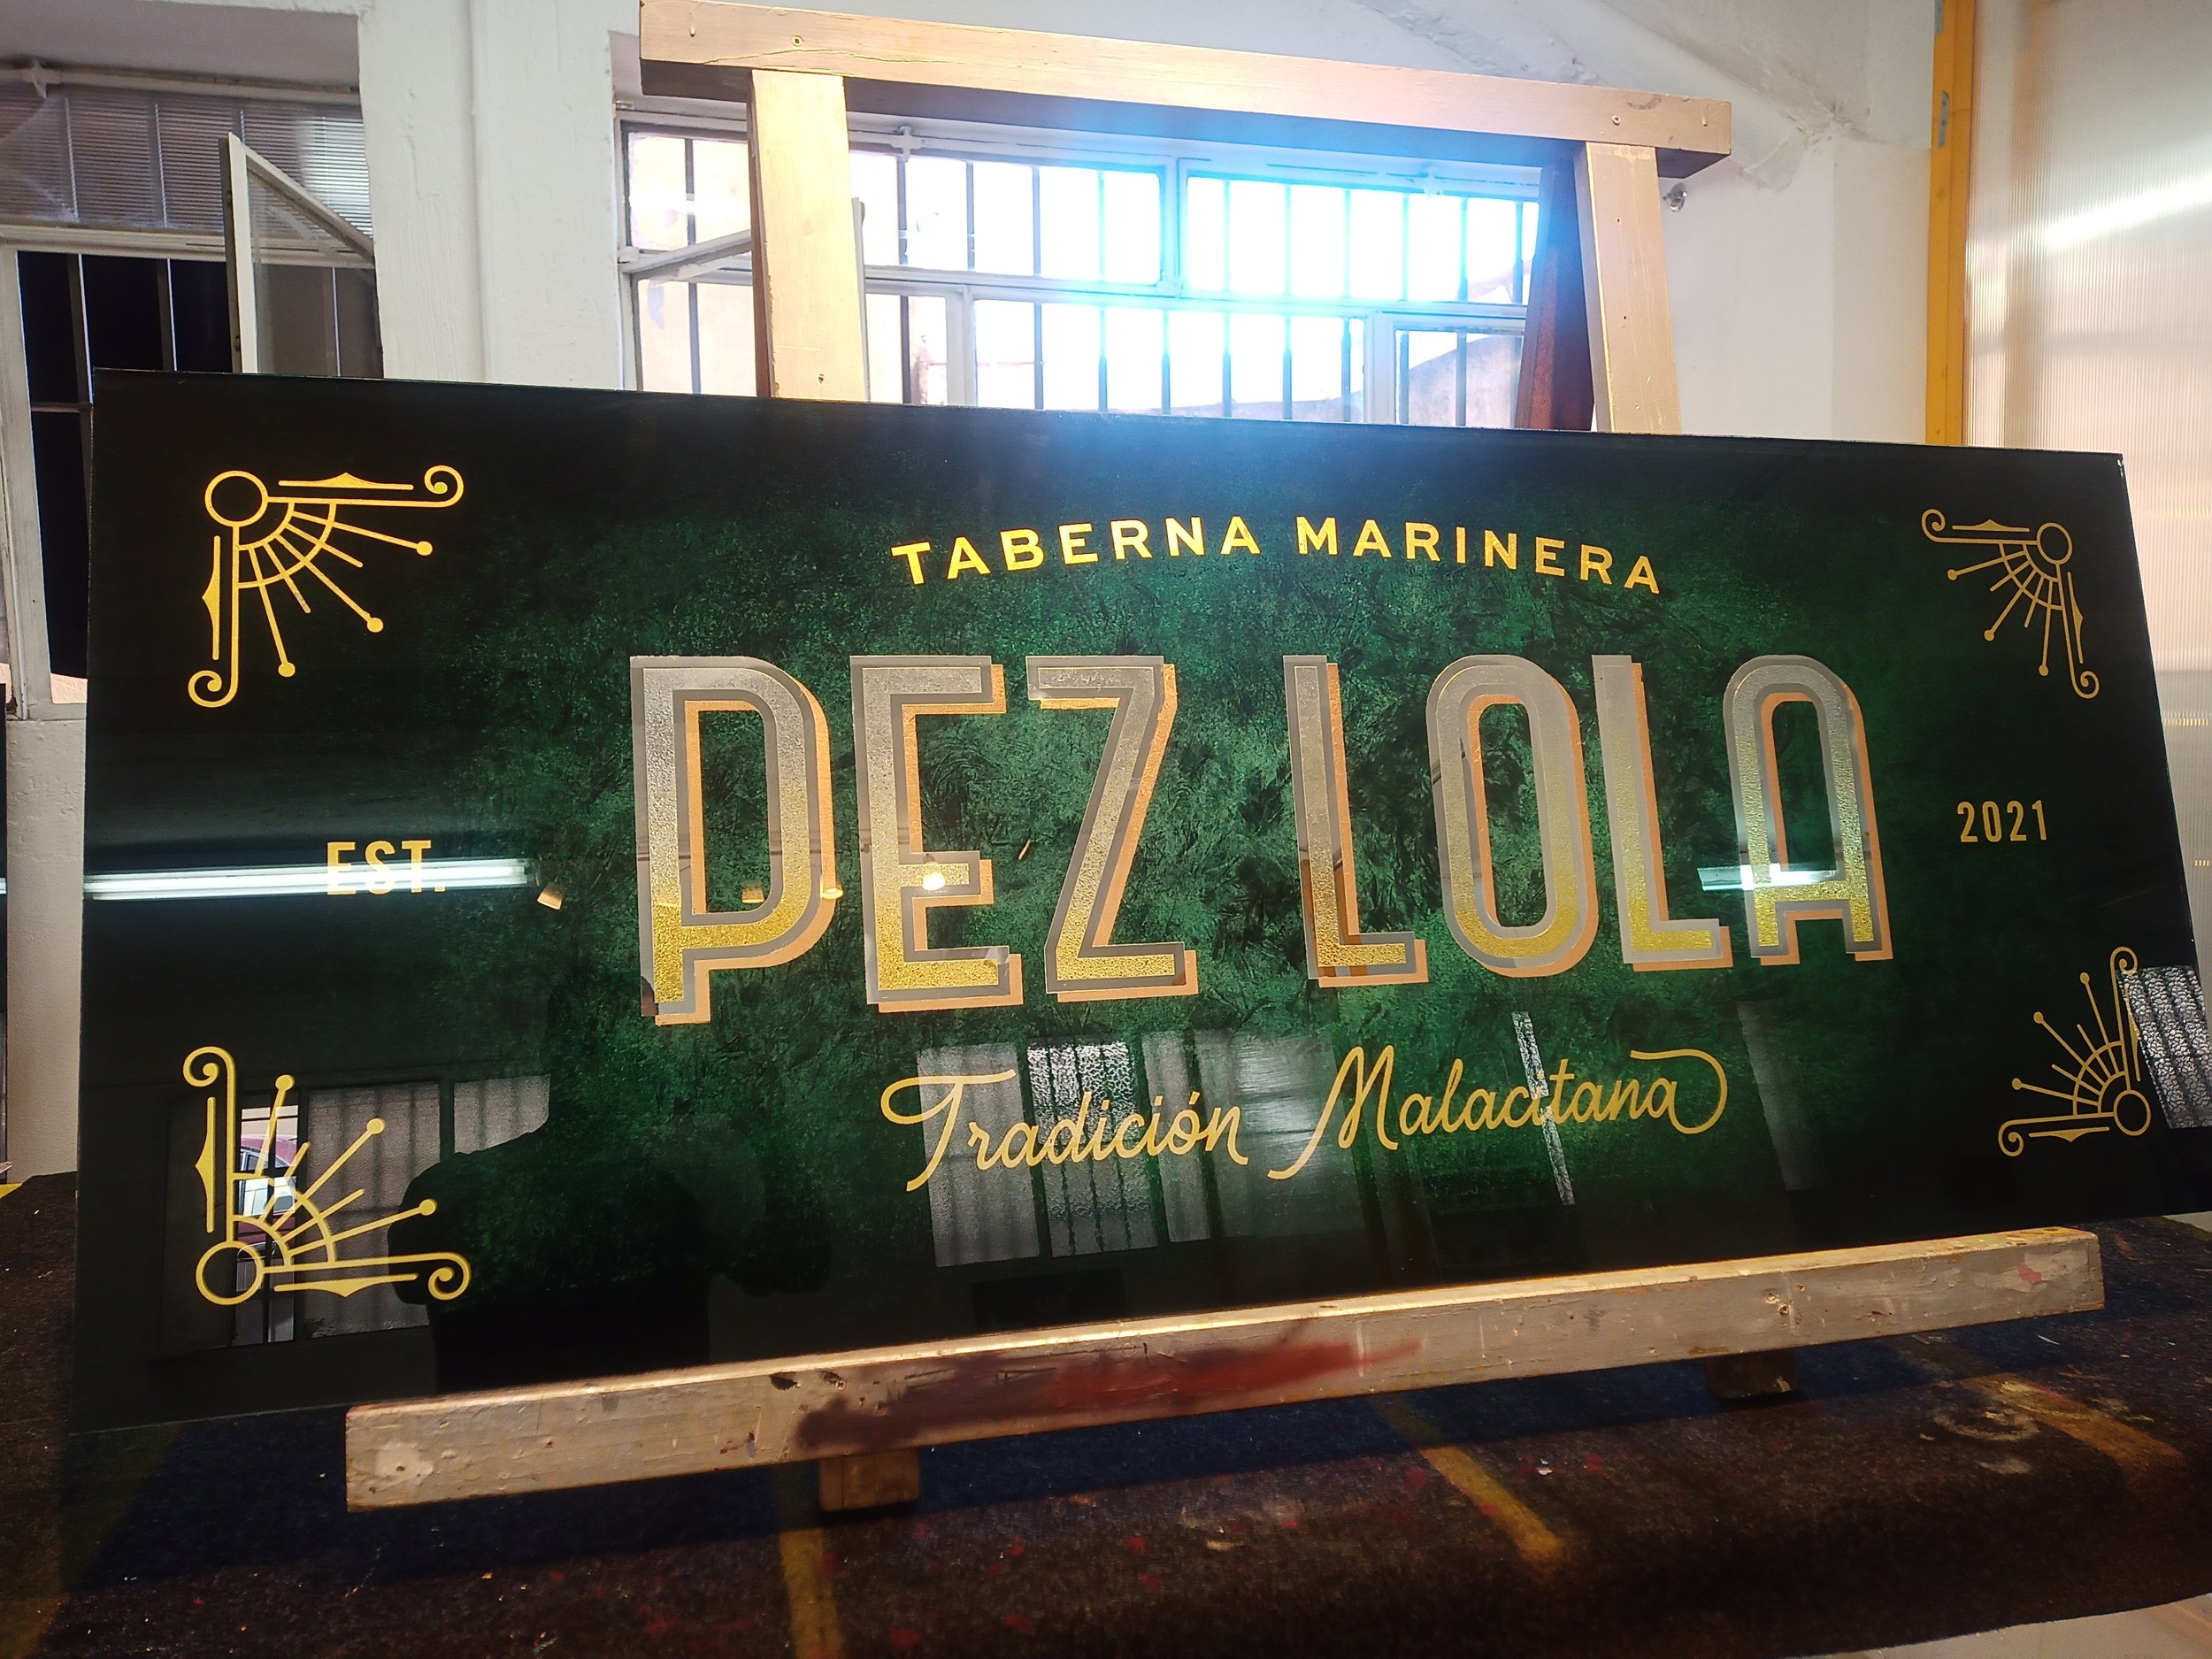 TABERNA MARINERA
PEZ LOLA
EST.
2021
Tradición Malacitana